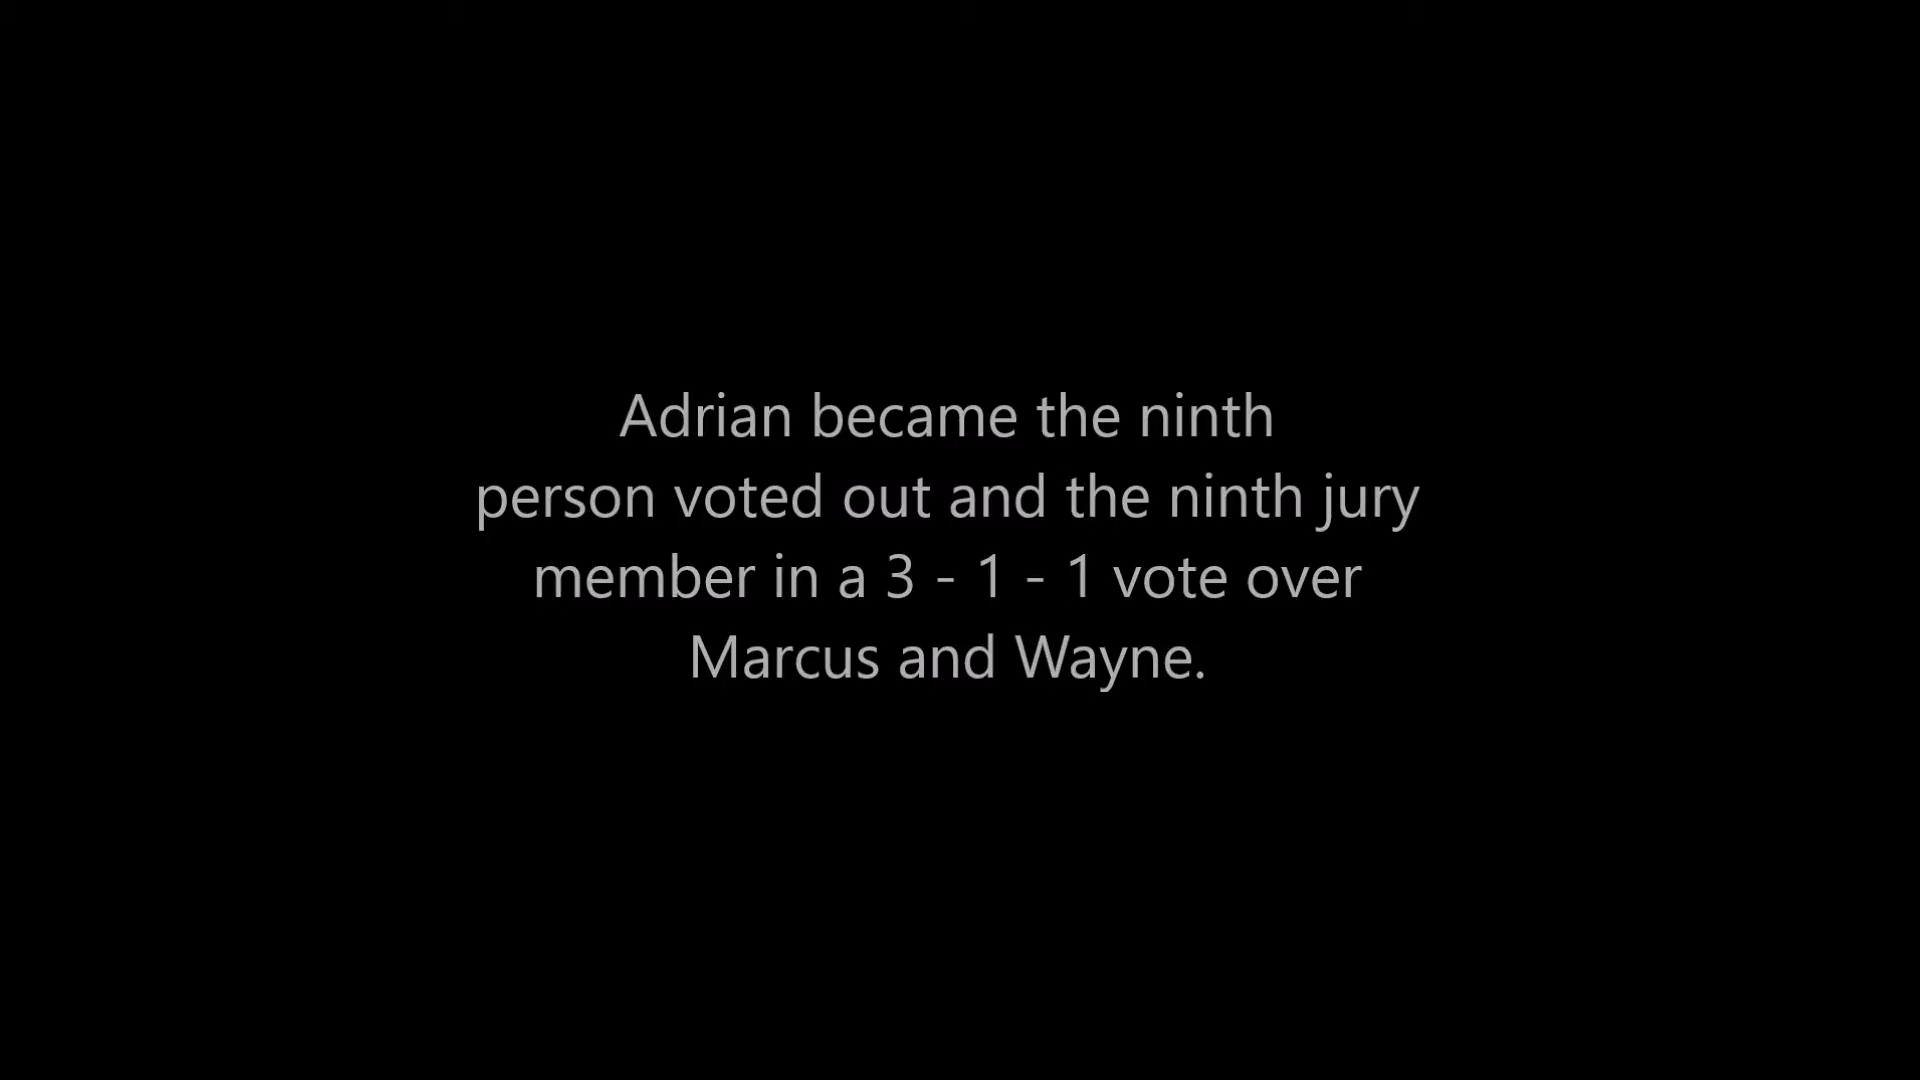 Adrian became the ninth
person voted out and the ninth jury
member in a 3 - 1 - 1 vote over
Marcus and Wayne.